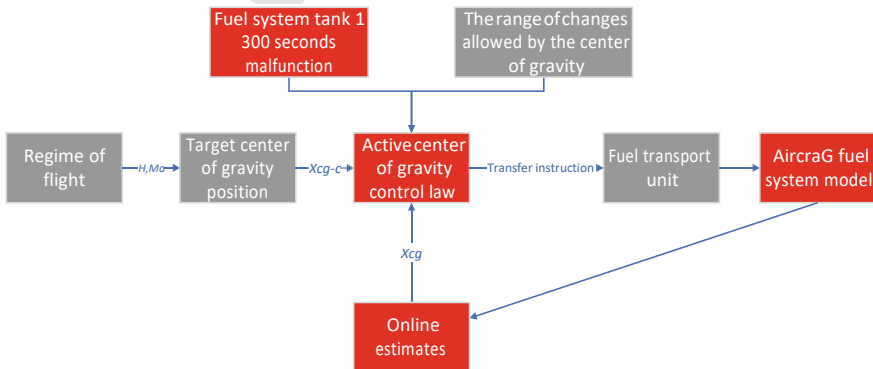 Fuel system tank 1
300 seconds
malfunction
The range of changes
allowed by the center
of gravity
Regime of
flight
H,Ma
Target center
of gravity
position
Xcg-c
Active center
of gravity
control law
Transfer instruction
Fuel transport
unit
AircraG fuel
system model
Xcg
Online
estimates